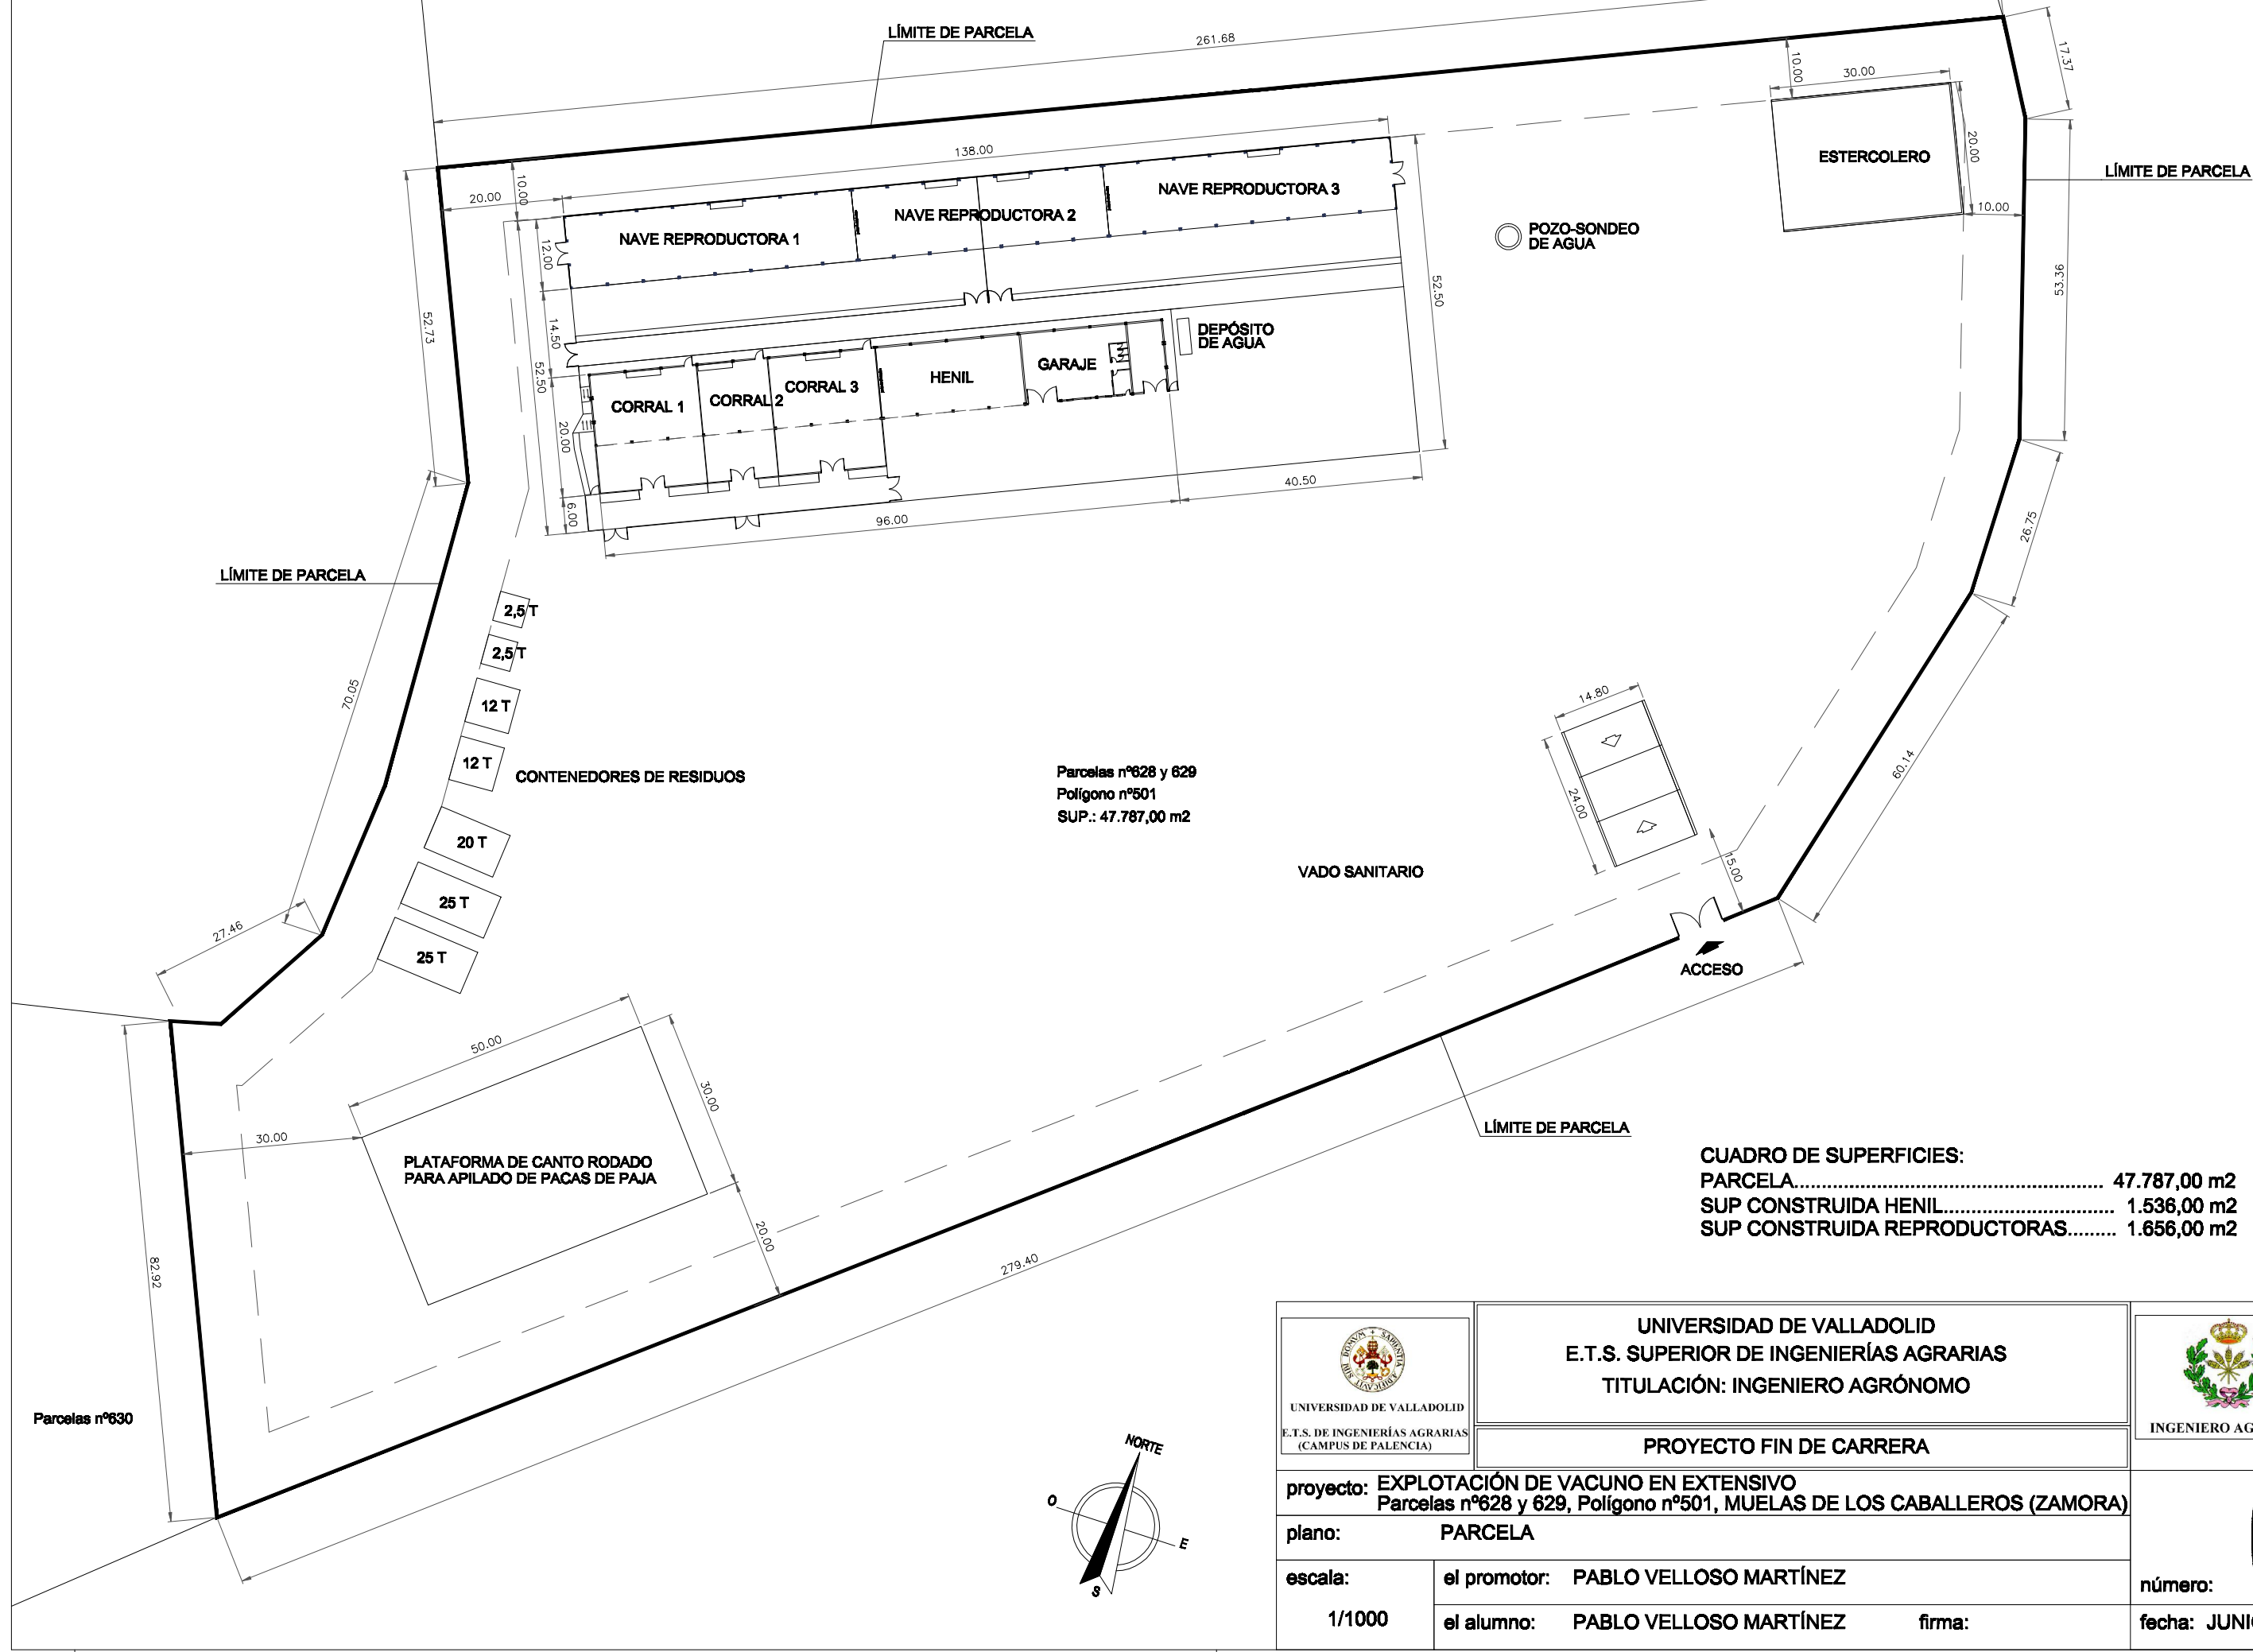 LÍMITE DE PARCELA
261.68
17.37
10.00
30.00
ESTERCOLERO
20.00
LÍMITE DE PARCELA
10.00
53.36
138.00
20.00
10.00
NAVE REPRODUCTORA 1
NAVE REPRODUCTORA 2
NAVE REPRODUCTORA 3
POZO-SONDEO
DE AGUA
12.00
52.50
52.73
14.50
52.50
DEPÓSITO
DE AGUA
GARAJE
HENIL
CORRAL 3
CORRAL 2
CORRAL 1
20.00
6.00
96.00
40.50
26.75
LÍMITE DE PARCELA
2,5 T
2,5 T
12 T
12 T
CONTENEDORES DE RESIDUOS
20 T
25 T
25 T
70.05
27.46
Parcelas nº628 y 629
Polígono nº501
SUP.: 47.787,00 m2
14.80
24.00
60.14
15.00
VADO SANITARIO
ACCESO
50.00
30.00
30.00
PLATAFORMA DE CANTO RODADO
PARA APILADO DE PACAS DE PAJA
20.00
LÍMITE DE PARCELA
279.40
82.92
Parcelas nº630
CUADRO DE SUPERFICIES:
PARCELA........................................................ 47.787,00 m2
SUP CONSTRUIDA HENIL............................... 1.536,00 m2
SUP CONSTRUIDA REPRODUCTORAS......... 1.656,00 m2
NORTE
O
E
S
UNIVERSIDAD DE VALLADOLID
E.T.S. DE INGENIERÍAS AGRARIAS
(CAMPUS DE PALENCIA)
UNIVERSIDAD DE VALLADOLID
E.T.S. SUPERIOR DE INGENIERÍAS AGRARIAS
TITULACIÓN: INGENIERO AGRÓNOMO
PROYECTO FIN DE CARRERA
INGENIERO AG
proyecto: EXPLOTACIÓN DE VACUNO EN EXTENSIVO
Parcelas nº628 y 629, Polígono nº501, MUELAS DE LOS CABALLEROS (ZAMORA)
plano: PARCELA
escala:
1/1000
el promotor: PABLO VELLOSO MARTÍNEZ
el alumno: PABLO VELLOSO MARTÍNEZ firma:
número:
fecha: JUNI